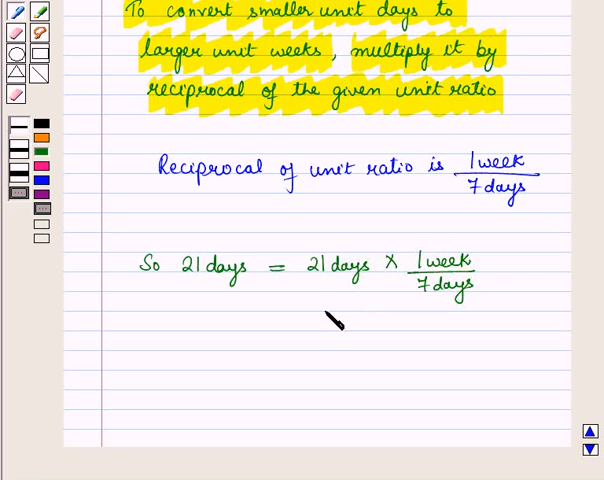 To convert smaller unit days to
larger unit weeks, multiply it by
reciprocal of the given unit ratio
Reciprocal of unit ratio is 1 week / 7 days
So 21 days = 21 days × 1 week / 7 days